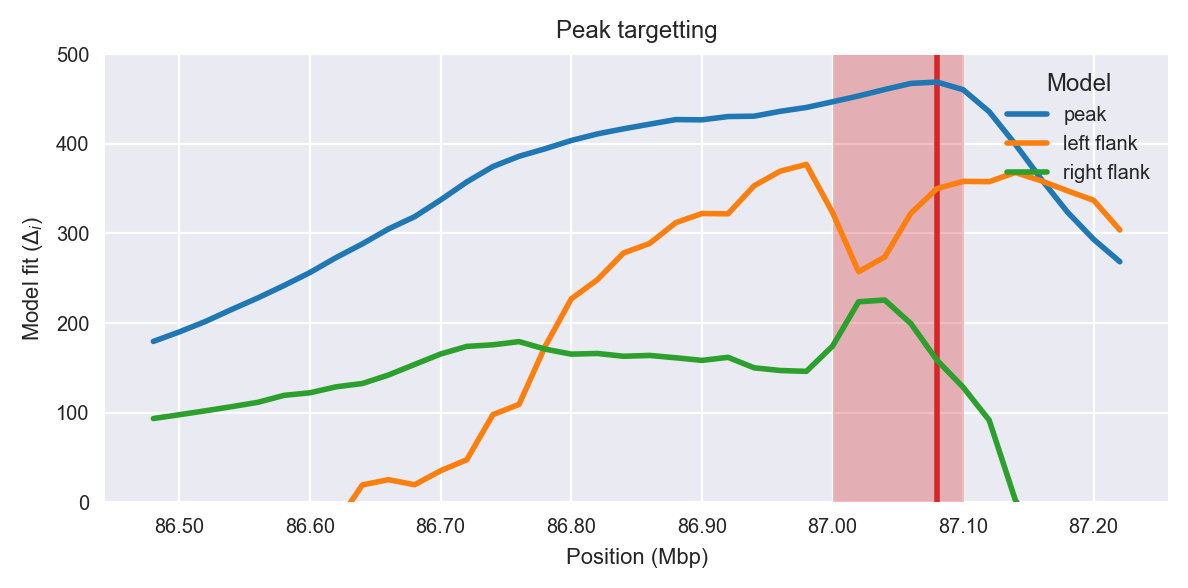 Peak targetting
500
400
300
200
100
0
Model fit (Δi)
Model
peak
left flank
right flank
86.50 86.60 86.70 86.80 86.90 87.00 87.10 87.20
Position (Mbp)